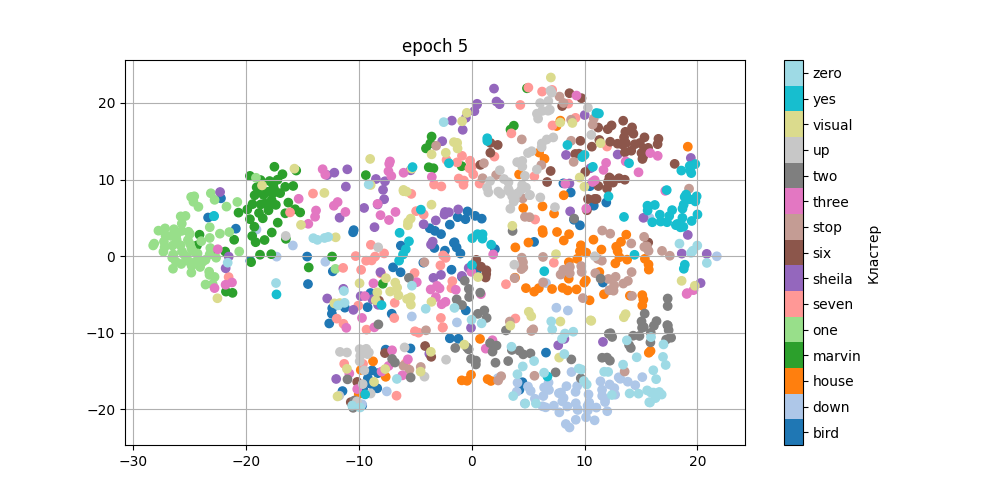 epoch 5
20
10
0
−10
−20
−30
−20
−10
0
10
20
zero
yes
visual
up
two
three
stop
six
sheila
seven
one
marvin
house
down
bird
Кластер